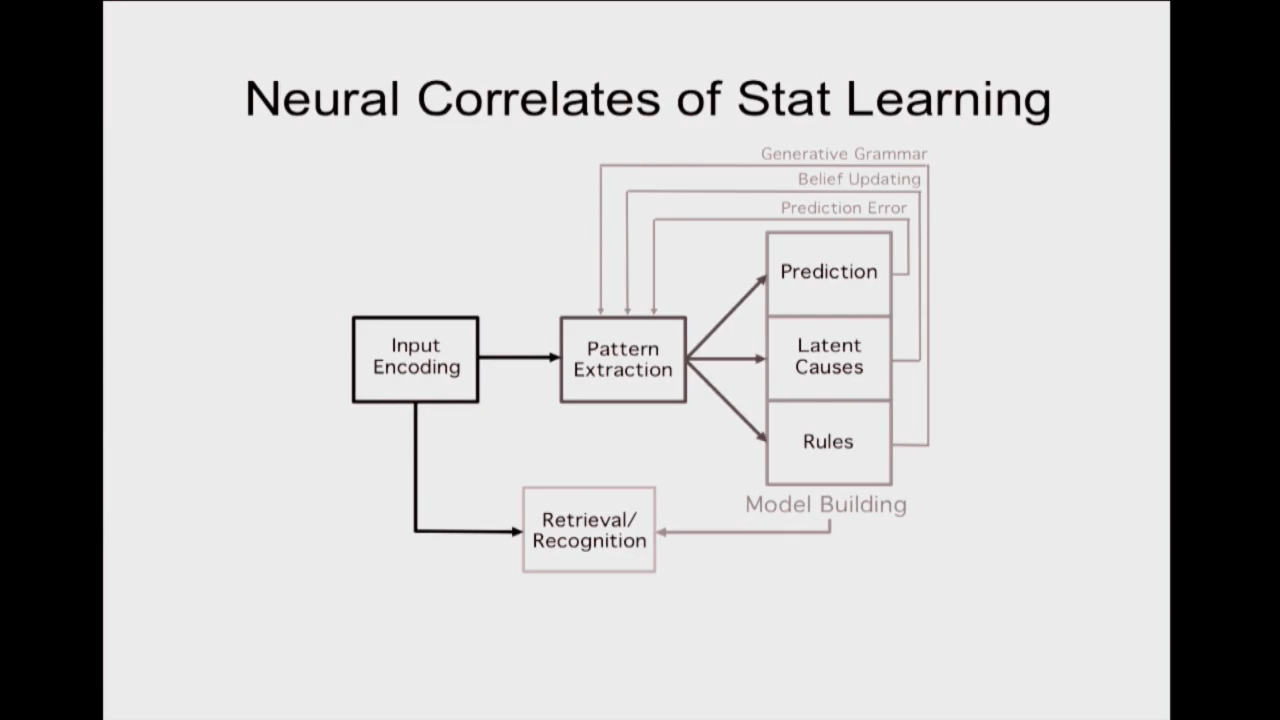 Neural Correlates of Stat Learning
Generative Grammar
Belief Updating
Prediction Error
Prediction
Input
Encoding
Pattern
Extraction
Latent
Causes
Rules
Model Building
Retrieval/
Recognition